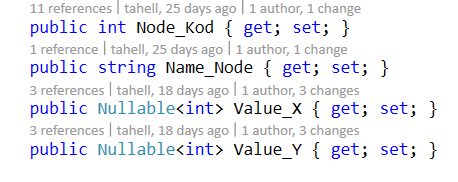 11 references | tahell, 25 days ago | 1 author, 1 change
public int Node_Kod { get; set; }
1 reference | tahell, 25 days ago | 1 author, 1 change
public string Name_Node { get; set; }
3 references | tahell, 18 days ago | 1 author, 3 changes
public Nullable<int> Value_X { get; set; }
3 references | tahell, 18 days ago | 1 author, 3 changes
public Nullable<int> Value_Y { get; set; }